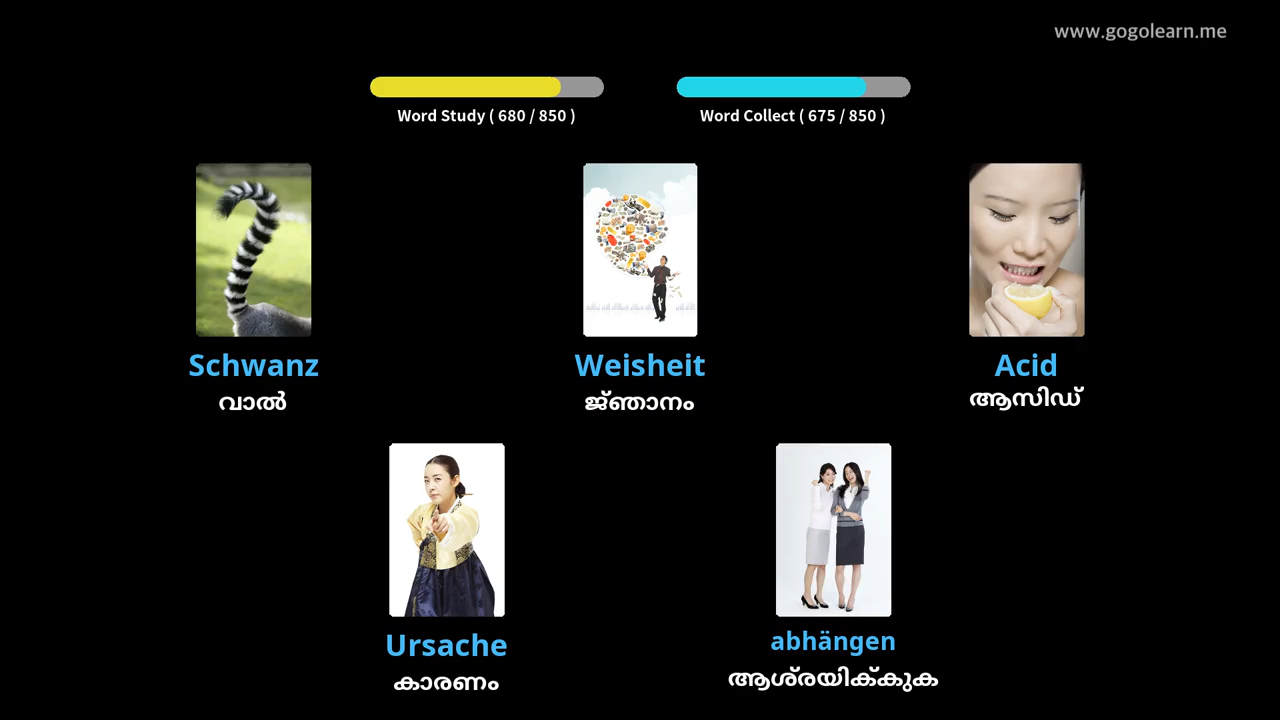 www.gogolearn.me
Word Study ( 680 / 850 )
Word Collect ( 675 / 850 )
Schwanz
Weisheit
Acid
വാൽ
ജ്ഞാനം
ആസിഡ്
Ursache
abhängen
കാരണം
ആശ്രയിക്കുക